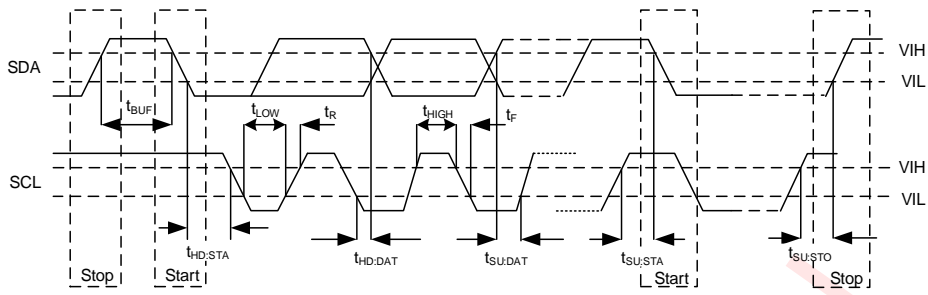 SDA
VIH
VIL
tBUF
tLOW
tR
tHIGH
tF
SCL
VIH
VIL
tHD:STA
tHD:DAT
tSU:DAT
tSU:STA
tSU:STO
Stop
Start
Start
Stop